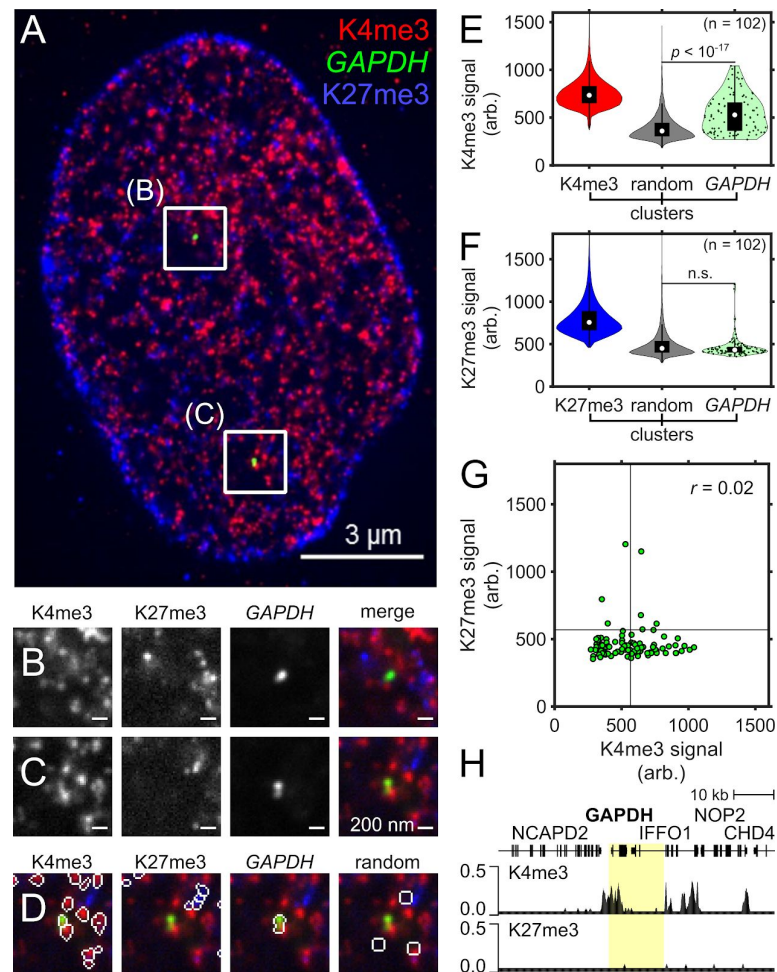 A
K4me3
GAPDH
K27me3
(B)
(C)
3 µm
K4me3 K27me3 GAPDH merge
B
C
200 nm
K4me3 K27me3 GAPDH random
D
E
(n = 102)
p < 10-17
1500
1000
500
0
K4me3 signal
(arb.)
K4me3 random GAPDH
clusters
F
(n = 102)
n.s.
1500
1000
500
0
K27me3 signal
(arb.)
K27me3 random GAPDH
clusters
G
r = 0.02
1500
1000
500
0
K27me3 signal
(arb.)
0 500 1000 1500
K4me3 signal
(arb.)
H
10 kb
GAPDH NOP2
NCAPD2 IFFO1 CHD4
0.5
K4me3
0
0.5
K27me3
0